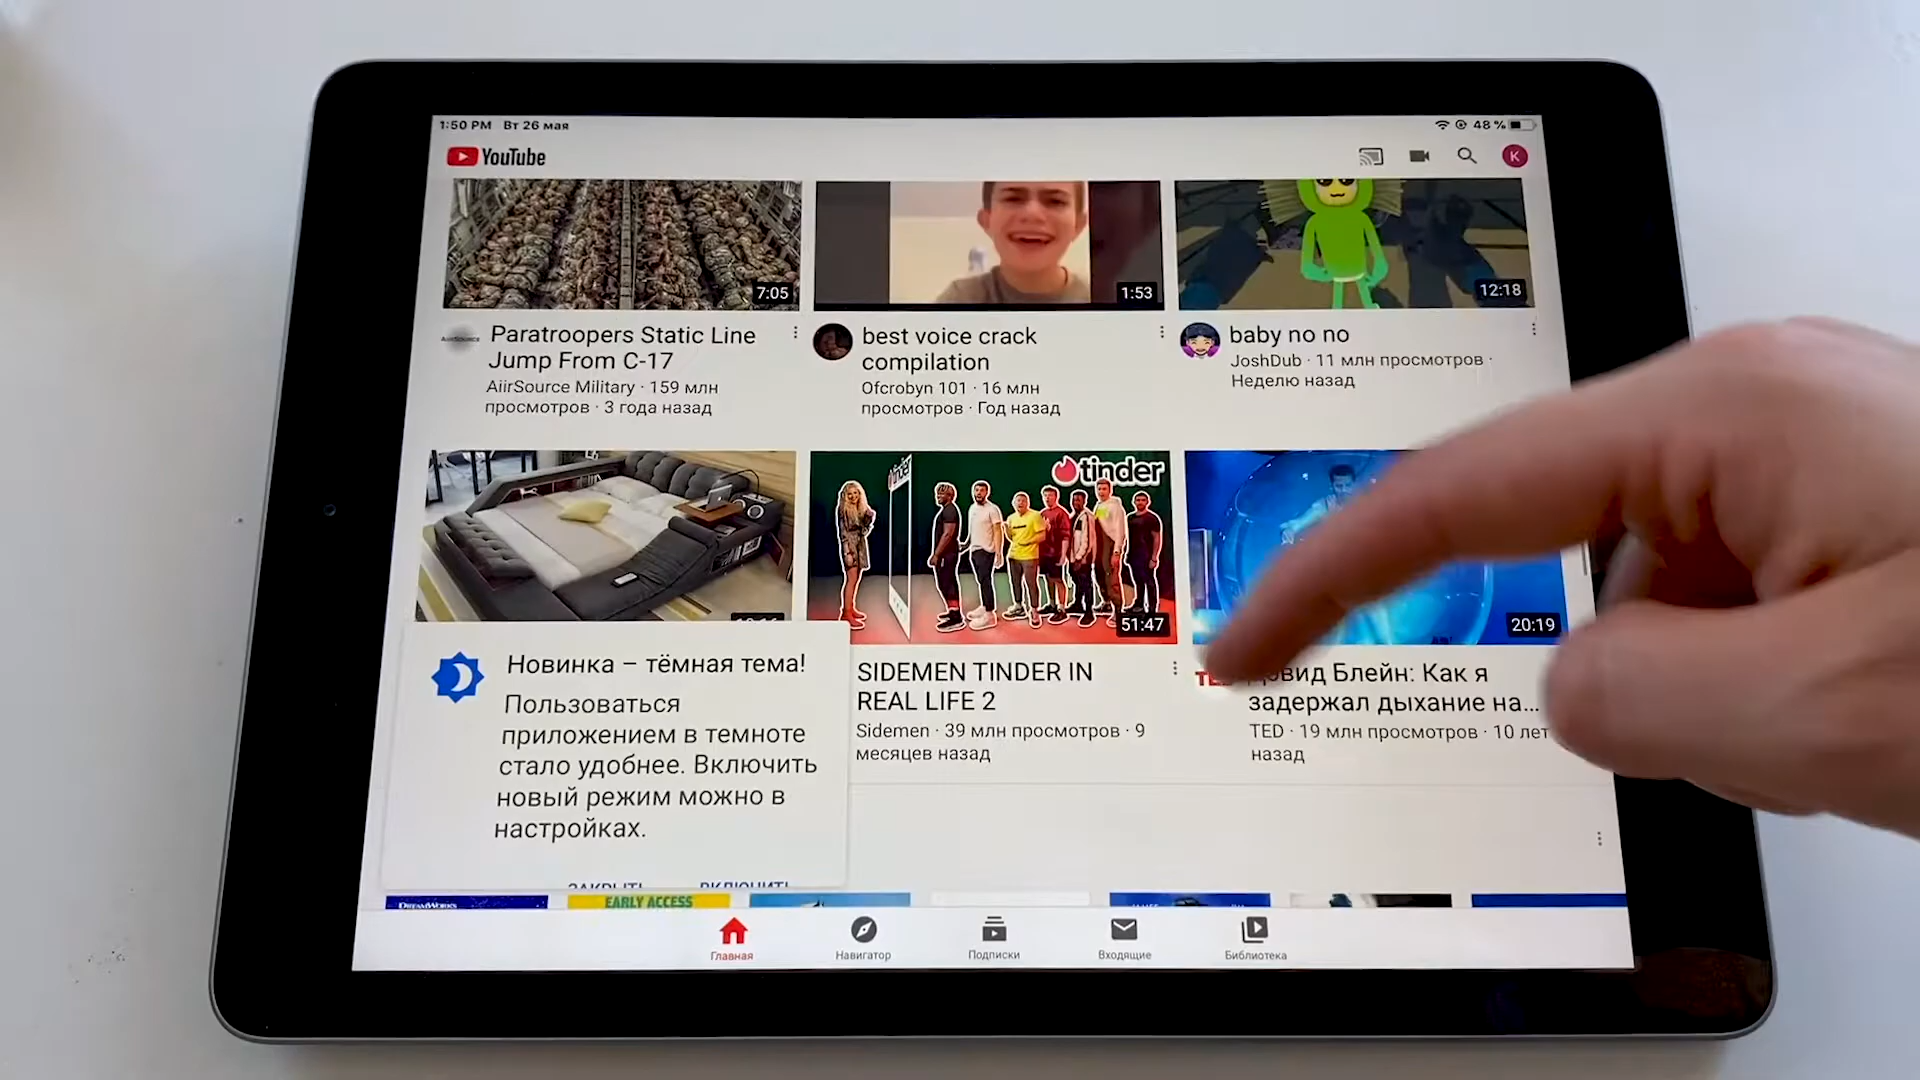 1:50 PM Вт 26 мая
48 %
YouTube
K
7:05
1:53
12:18
Paratroopers Static Line
Jump From C-17
AiirSource Military · 159 млн
просмотров · 3 года назад
best voice crack
compilation
Ofcrobyn 101 · 16 млн
просмотров · Год назад
baby no no
JoshDub · 11 млн просмотров ·
Неделю назад
tinder
51:47
20:19
Новинка – тёмная тема!
Пользоваться
приложением в темноте
стало удобнее. Включить
новый режим можно в
настройках.
ЗАКРЫТЬ ВКЛЮЧИТЬ
SIDEMEN TINDER IN
REAL LIFE 2
Sidemen · 39 млн просмотров · 9
месяцев назад
Блейн: Как я
задержал дыхание на...
TED · 19 млн просмотров · 10 лет
назад
DREAMWORKS
EARLY ACCESS
Главная
Навигатор
Подписки
Входящие
Библиотека